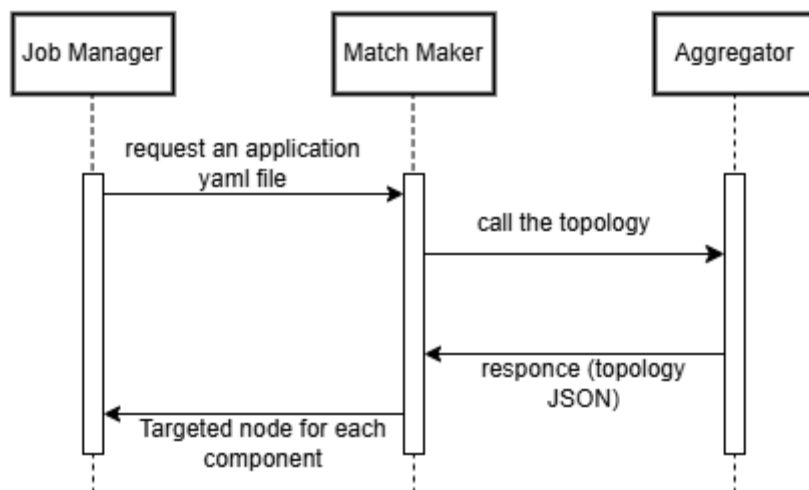 Job Manager
Match Maker
Aggregator
request an application
yaml file
call the topology
responce (topology
JSON)
Targeted node for each
component